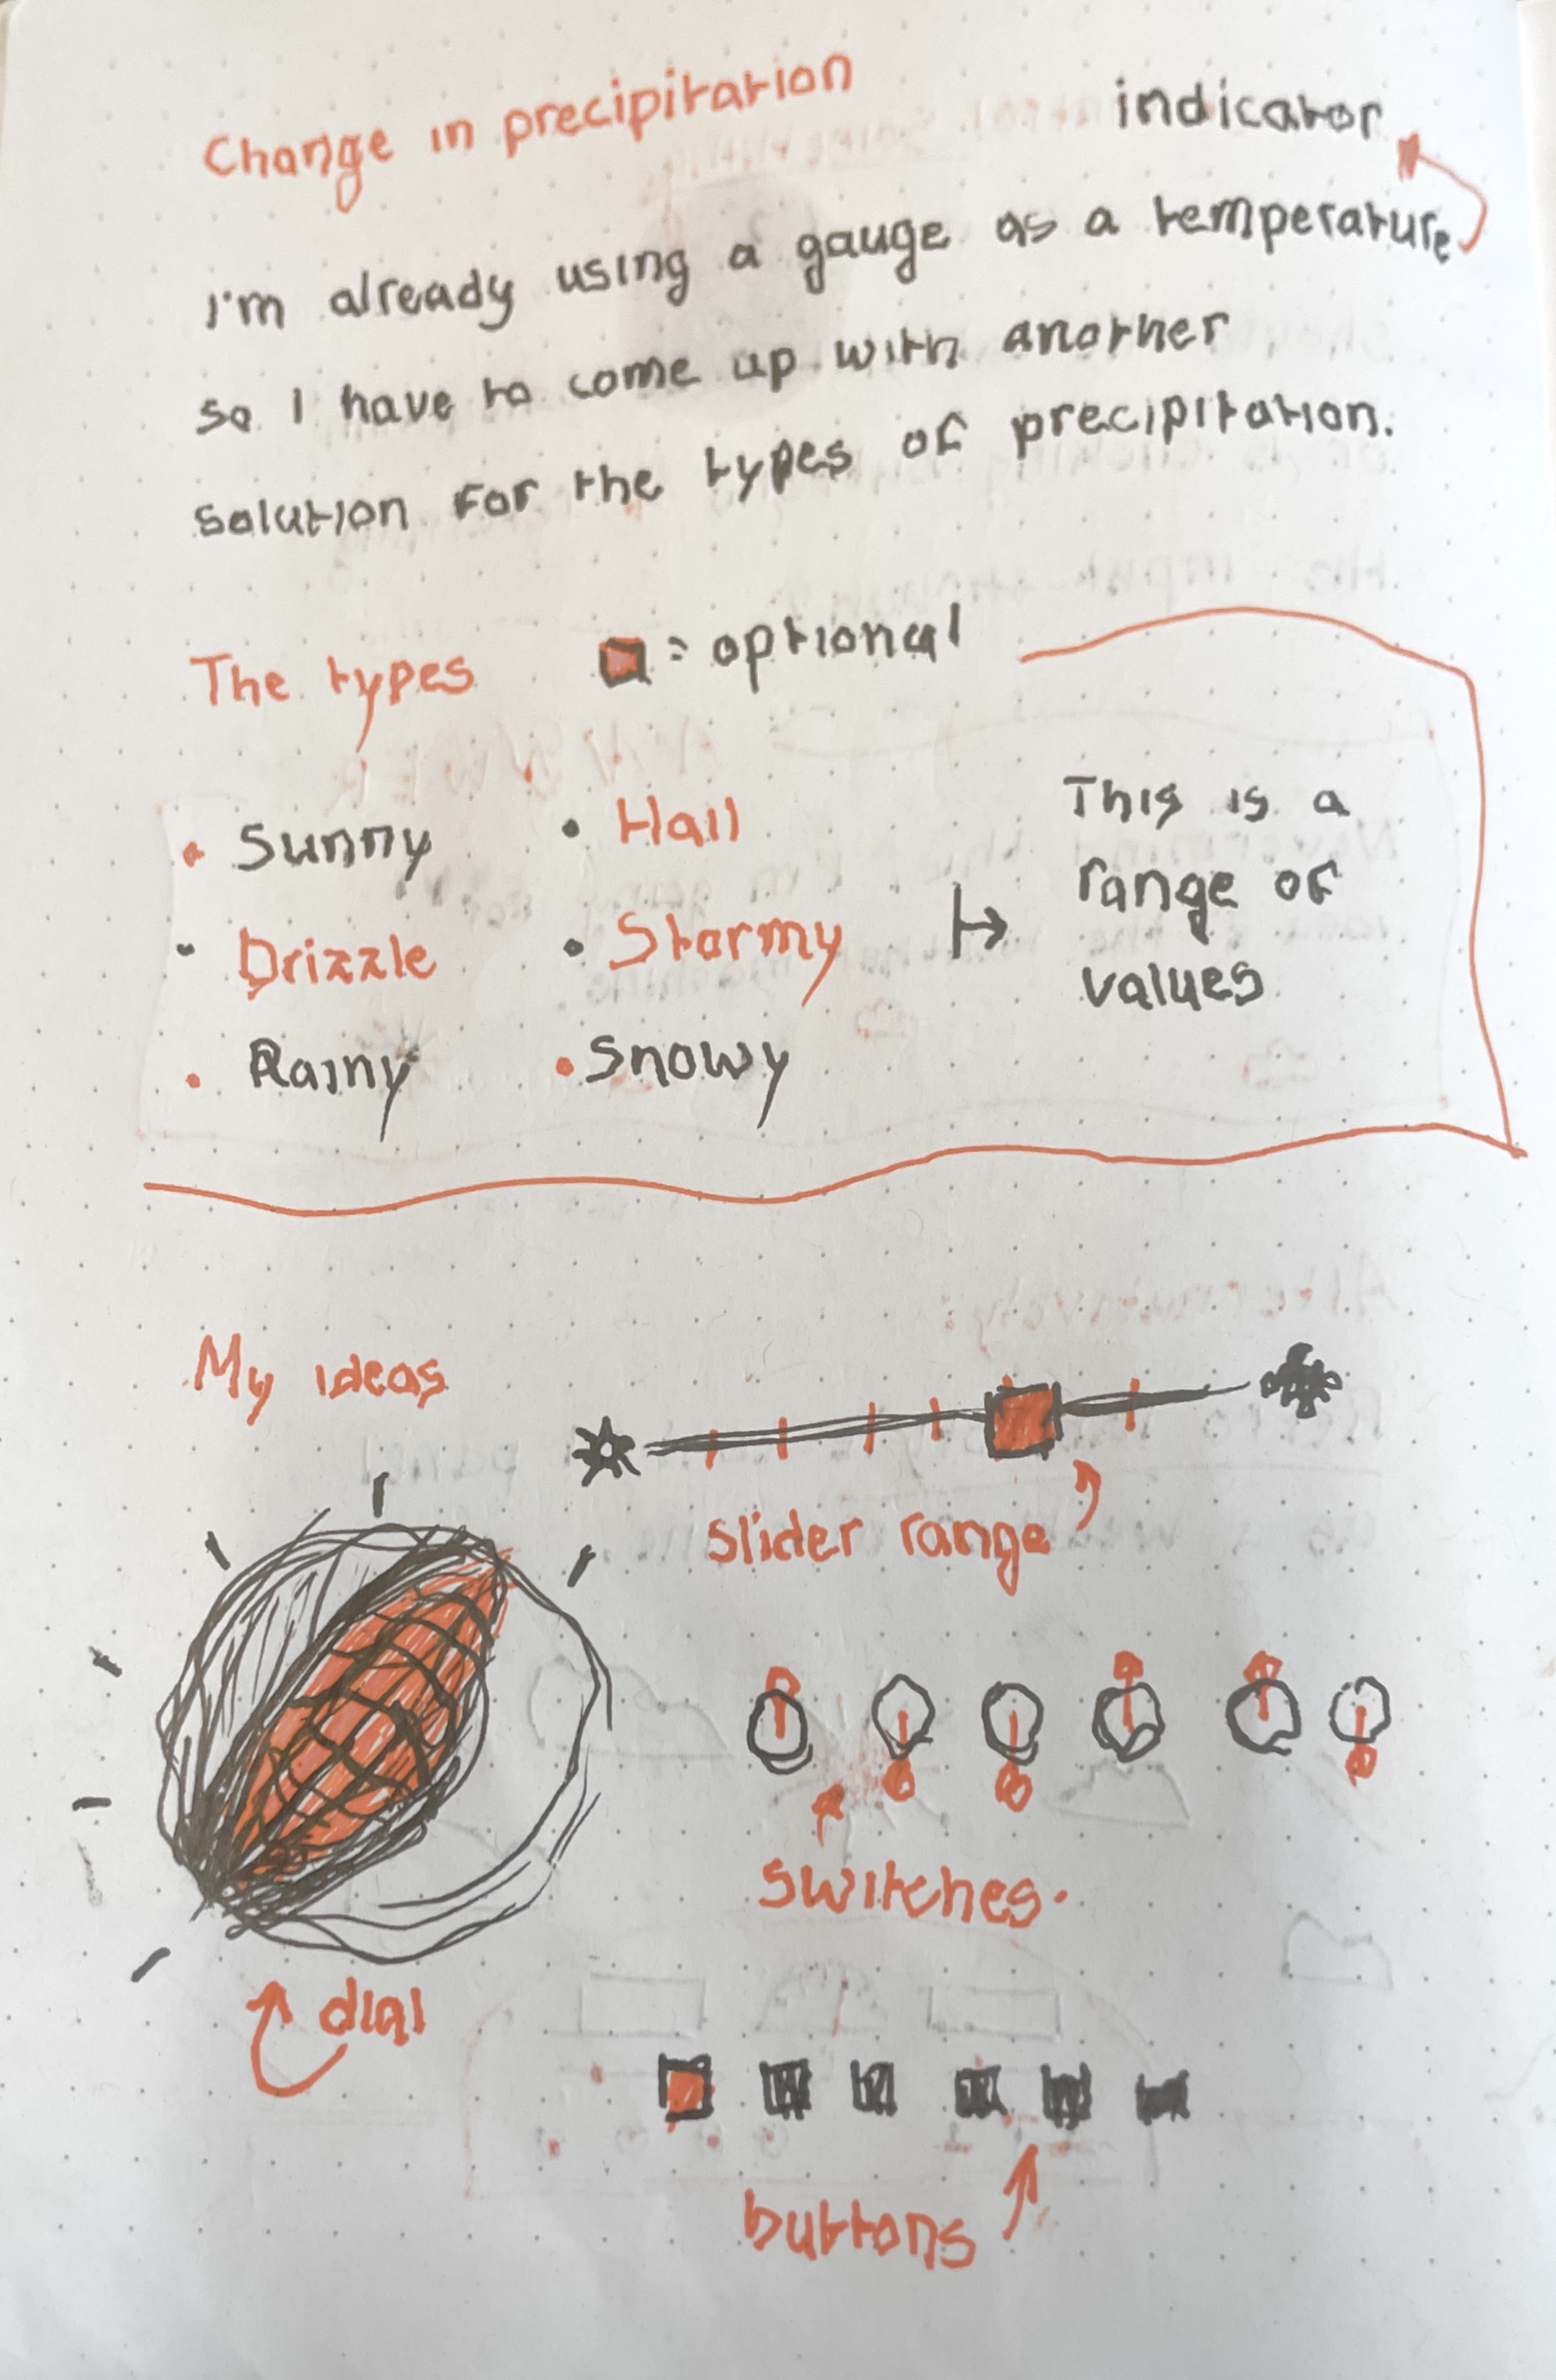 Change in precipitation
indicator
I'm already using a gauge as a temperature
so I have to come up with another
solution for the types of precipitation.
The types
= optional
• Sunny
• Drizzle
• Rainy
• Hail
• Stormy
• Snowy
This is a
range of
values
My ideas
slider range
switches.
dial
buttons